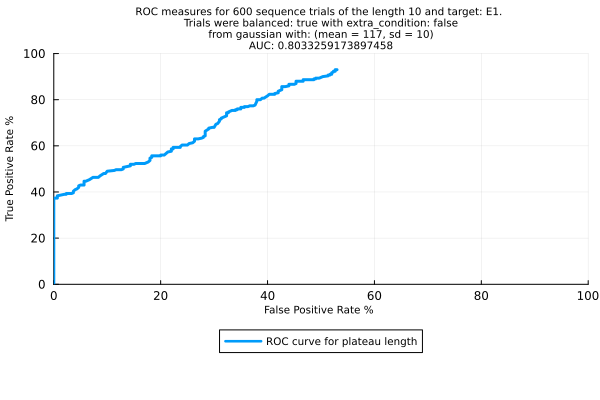 ROC measures for 600 sequence trials of the length 10 and target: E1.
Trials were balanced: true with extra_condition: false
from gaussian with: (mean = 117, sd = 10)
AUC: 0.8033259173897458
100
80
60
40
20
0
True Positive Rate %
0 20 40 60 80 100
False Positive Rate %
ROC curve for plateau length